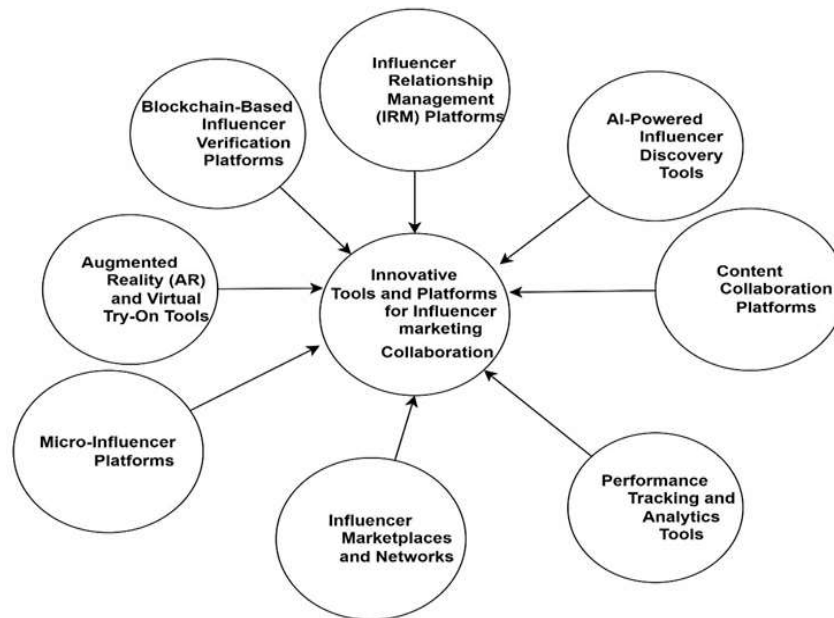 Influencer
Relationship
Management
(IRM) Platforms
Blockchain-Based
Influencer
Verification
Platforms
AI-Powered
Influencer
Discovery
Tools
Augmented
Reality (AR)
and Virtual
Try-On Tools
Innovative
Tools and Platforms
for Influencer
marketing
Collaboration
Content
Collaboration
Platforms
Micro-Influencer
Platforms
Influencer
Marketplaces
and Networks
Performance
Tracking and
Analytics
Tools